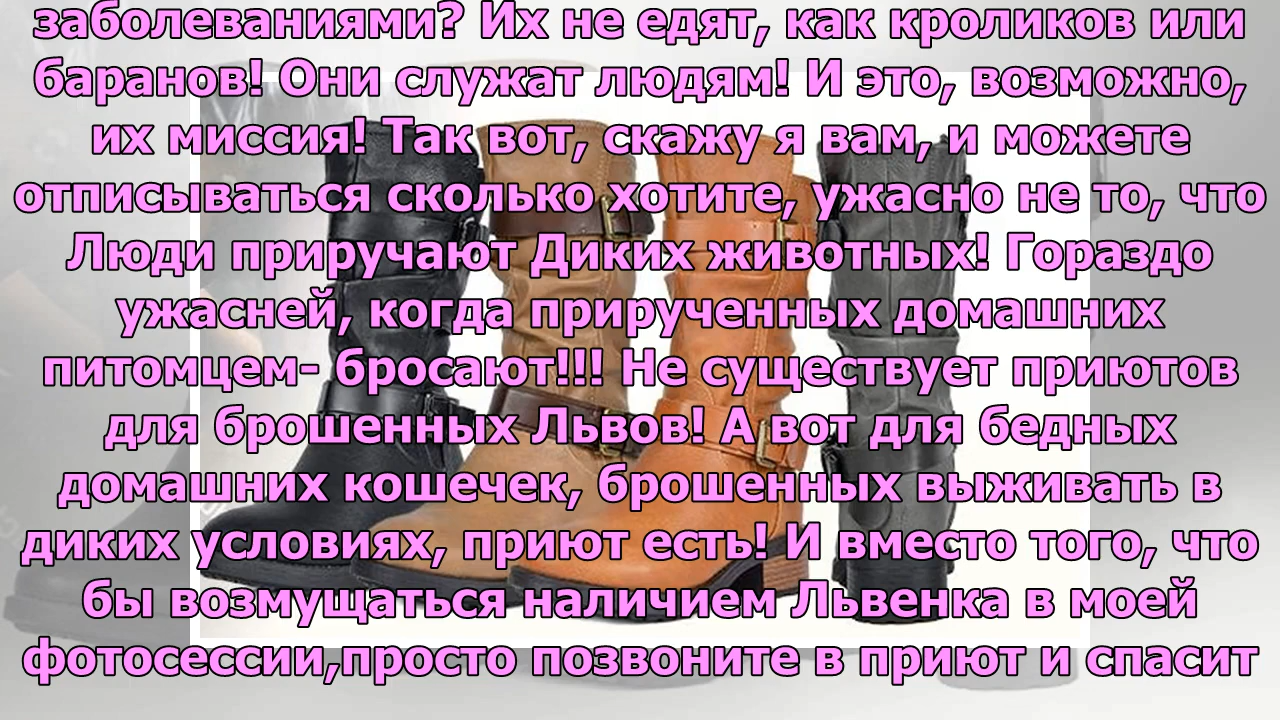 заболеваниями? Их не едят, как кроликов или
баранов! Они служат людям! И это, возможно,
их миссия! Так вот, скажу я вам, и можете
отписываться сколько хотите, ужасно не то, что
Люди приручают Диких животных! Гораздо
ужасней, когда прирученных домашних
питомцем- бросают!!! Не существует приютов
для брошенных Львов! А вот для бедных
домашних кошечек, брошенных выживать в
диких условиях, приют есть! И вместо того, что
бы возмущаться наличием Львенка в моей
фотосессии,просто позвоните в приют и спасит